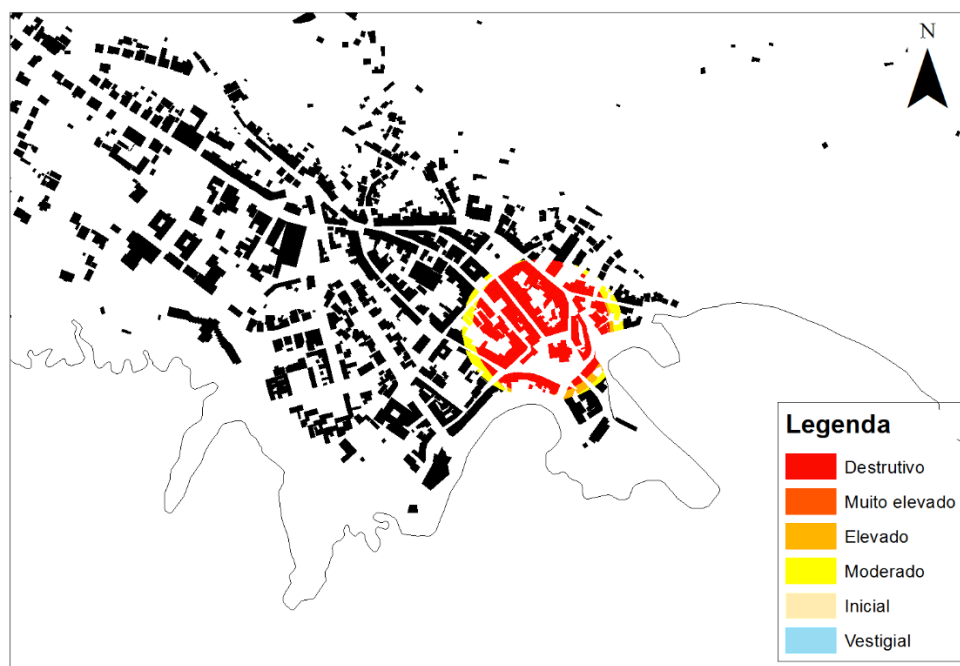 N
Legenda
Destrutivo
Muito elevado
Elevado
Moderado
Inicial
Vestigial